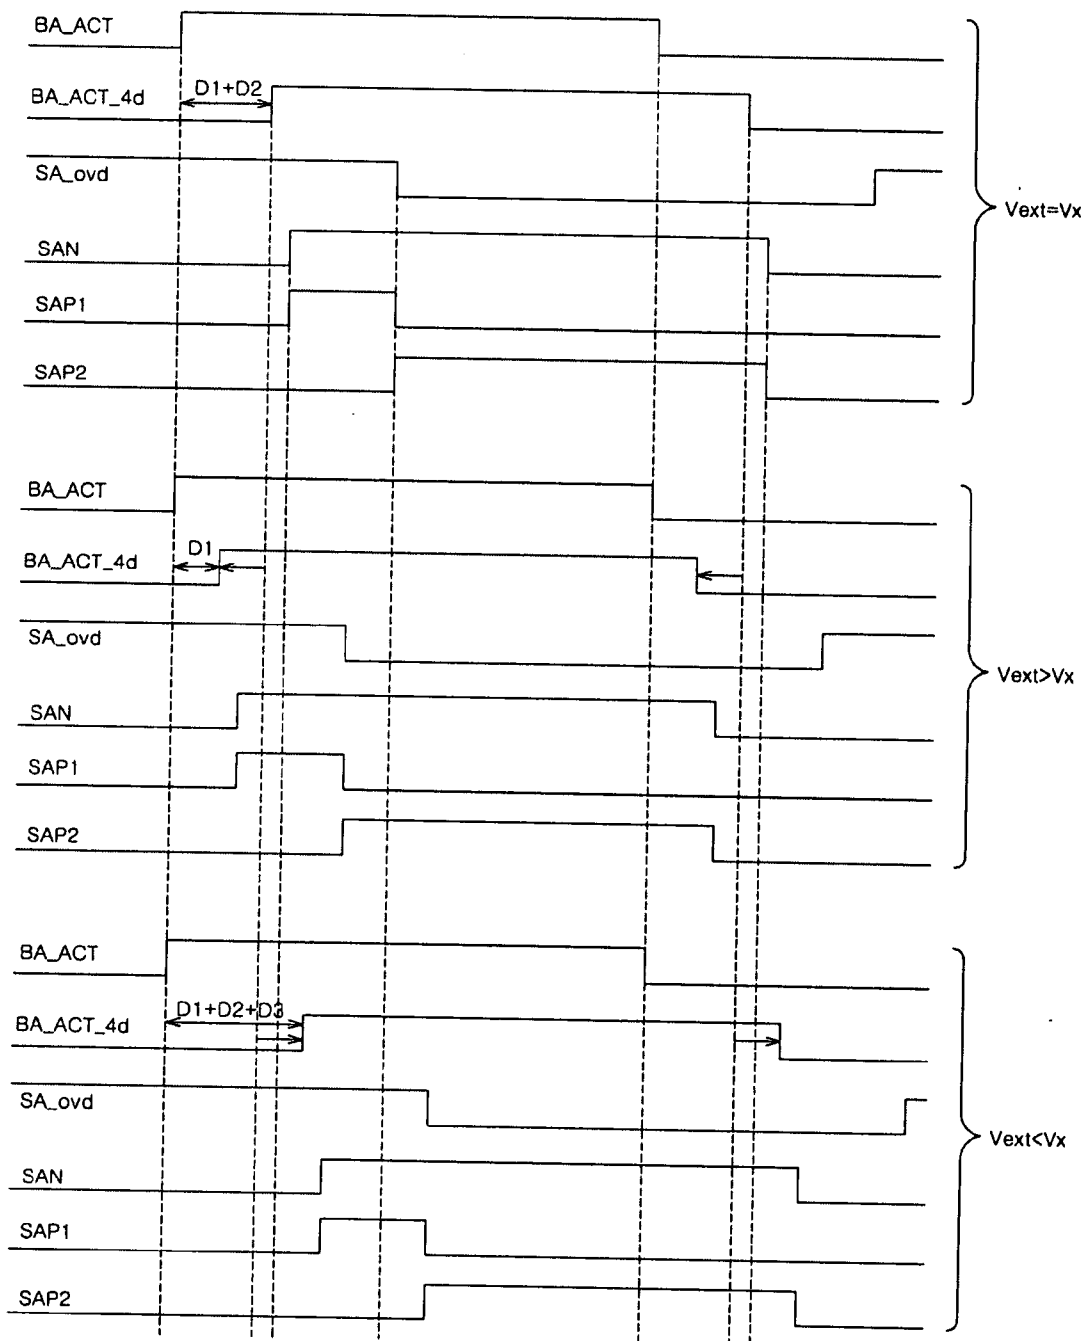 BA_ACT
BA_ACT_4d
D1+D2
SA_ovd
SAN
SAP1
SAP2
Vext=Vx
BA_ACT
BA_ACT_4d
D1
SA_ovd
SAN
SAP1
SAP2
Vext>Vx
BA_ACT
BA_ACT_4d
D1+D2+D3
SA_ovd
SAN
SAP1
SAP2
Vext<Vx